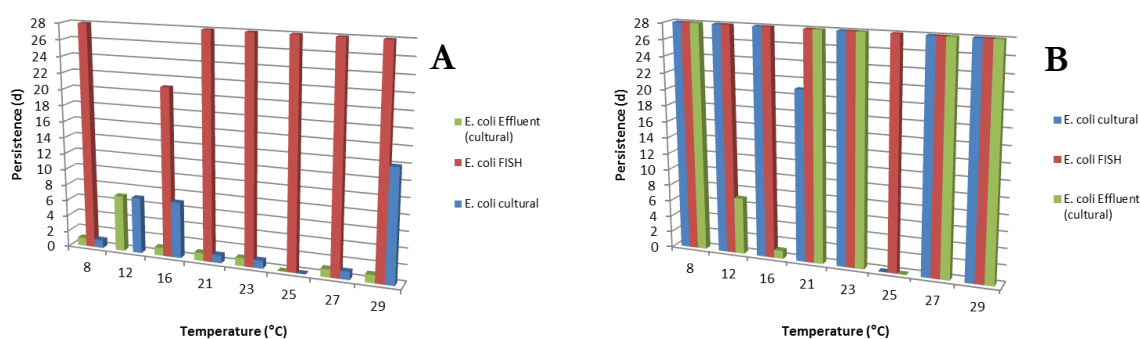 A
28
26
24
22
20
18
16
14
12
10
8
6
4
2
0
Persistence (d)
8 12 16 21 23 25 27 29
Temperature (°C)
E. coli Effluent
(cultural)
E. coli FISH
E. coli cultural
B
28
26
24
22
20
18
16
14
12
10
8
6
4
2
0
Persistence (d)
8 12 16 21 23 25 27 29
Temperature (°C)
E. coli cultural
E. coli FISH
E. coli Effluent
(cultural)